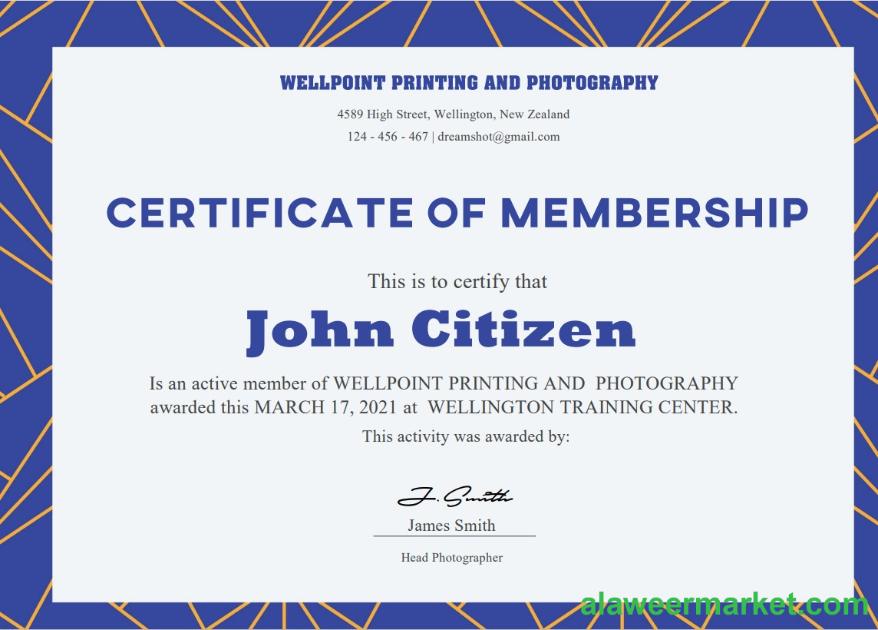 WELLPOINT PRINTING AND PHOTOGRAPHY
4589 High Street, Wellington, New Zealand
124 - 456 - 467 | dreamshot@gmail.com
CERTIFICATE OF MEMBERSHIP
This is to certify that
John Citizen
Is an active member of WELLPOINT PRINTING AND  PHOTOGRAPHY
awarded this MARCH 17, 2021 at  WELLINGTON TRAINING CENTER.
This activity was awarded by:
J. Smith
James Smith
Head Photographer
alaweermarket.com